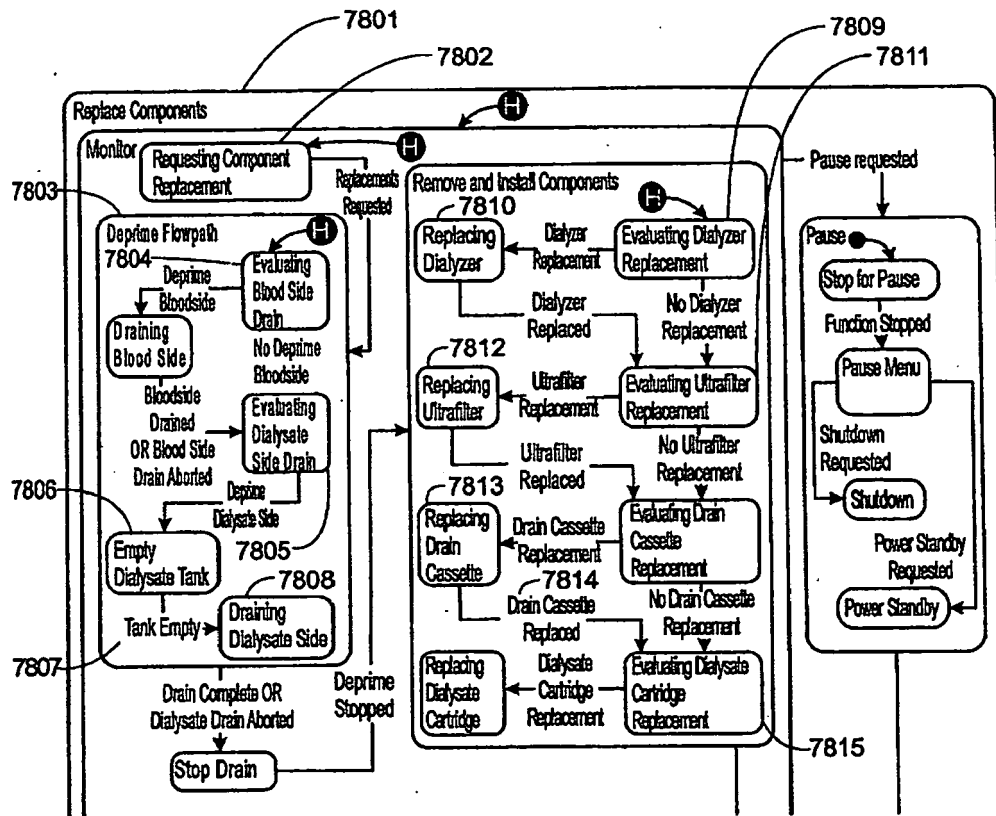 7801
7802
7809
7811
Replace Components
H
Monitor
Requesting Component
Replacement
H
Replacements
Requested
7803
Deprime Flowpath
H
7804
Evaluating
Blood Side
Drain
Deprime
Bloodside
Draining
Blood Side
No Deprime
Bloodside
Bloodside
Drained
OR Blood Side
Drain Aborted
Evaluating
Dialysate
Side Drain
Deprime
Dialysate Side
7805
7806
Empty
Dialysate Tank
7807
Tank Empty
7808
Draining
Dialysate Side
Drain Complete OR
Dialysate Drain Aborted
Stop Drain
Deprime
Stopped
Remove and Install Components
H
7810
Replacing
Dialyzer
Dialyzer
Replacement
Evaluating Dialyzer
Replacement
Dialyzer
Replaced
No Dialyzer
Replacement
7812
Replacing
Ultrafilter
Ultrafilter
Replacement
Evaluating Ultrafilter
Replacement
Ultrafilter
Replaced
No Ultrafilter
Replacement
7813
Replacing
Drain
Cassette
Drain Cassette
Replacement
Evaluating Drain
Cassette
Replacement
7814
Drain Cassette
Replaced
No Drain Cassette
Replacement
Replacing
Dialysate
Cartridge
Dialysate
Cartridge
Replacement
Evaluating Dialysate
Cartridge
Replacement
7815
Pause requested
Pause
Stop for Pause
Function Stopped
Pause Menu
Shutdown
Requested
Shutdown
Power Standby
Requested
Power Standby